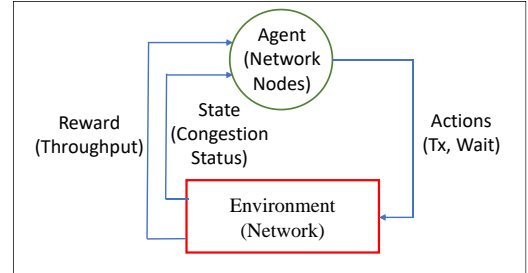 Agent
(Network
Nodes)
State
(Congestion
Status)
Reward
(Throughput)
Actions
(Tx, Wait)
Environment
(Network)